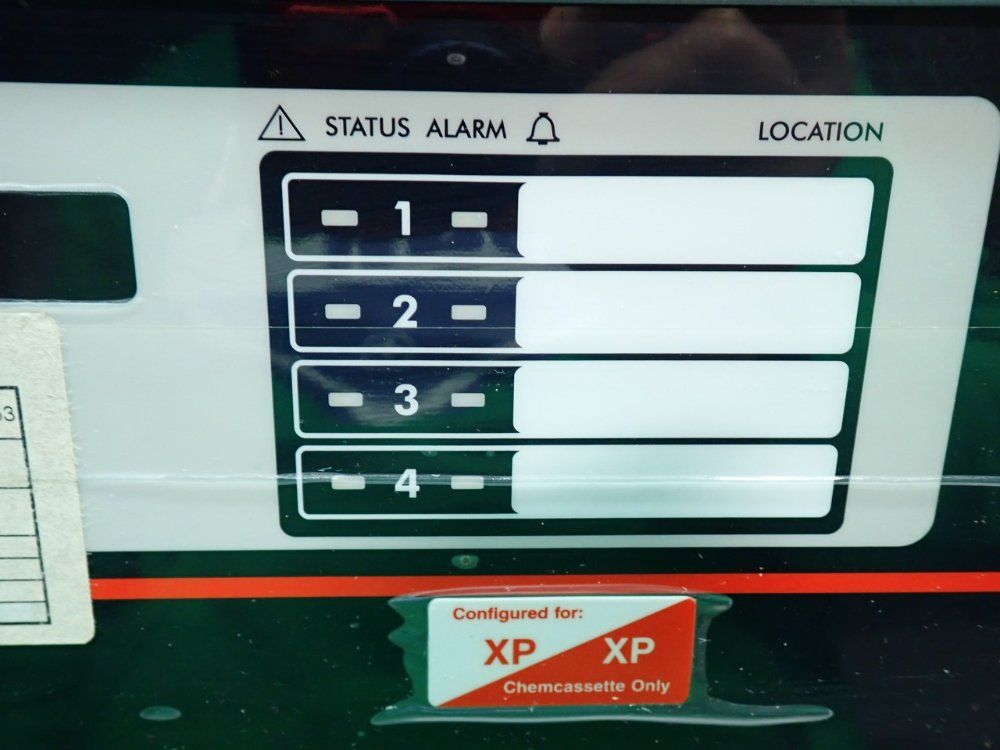 STATUS ALARM LOCATION
1
2
3
4
Configured for:
XP XP
Chemcassette Only